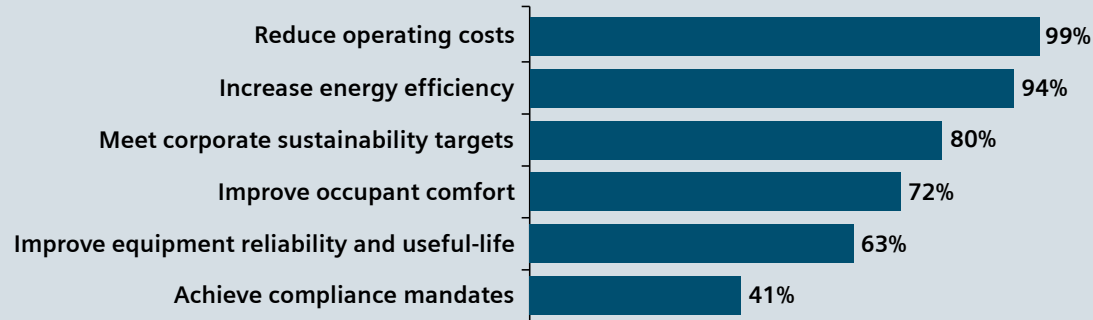 Reduce operating costs 99%
Increase energy efficiency 94%
Meet corporate sustainability targets 80%
Improve occupant comfort 72%
Improve equipment reliability and useful-life 63%
Achieve compliance mandates 41%